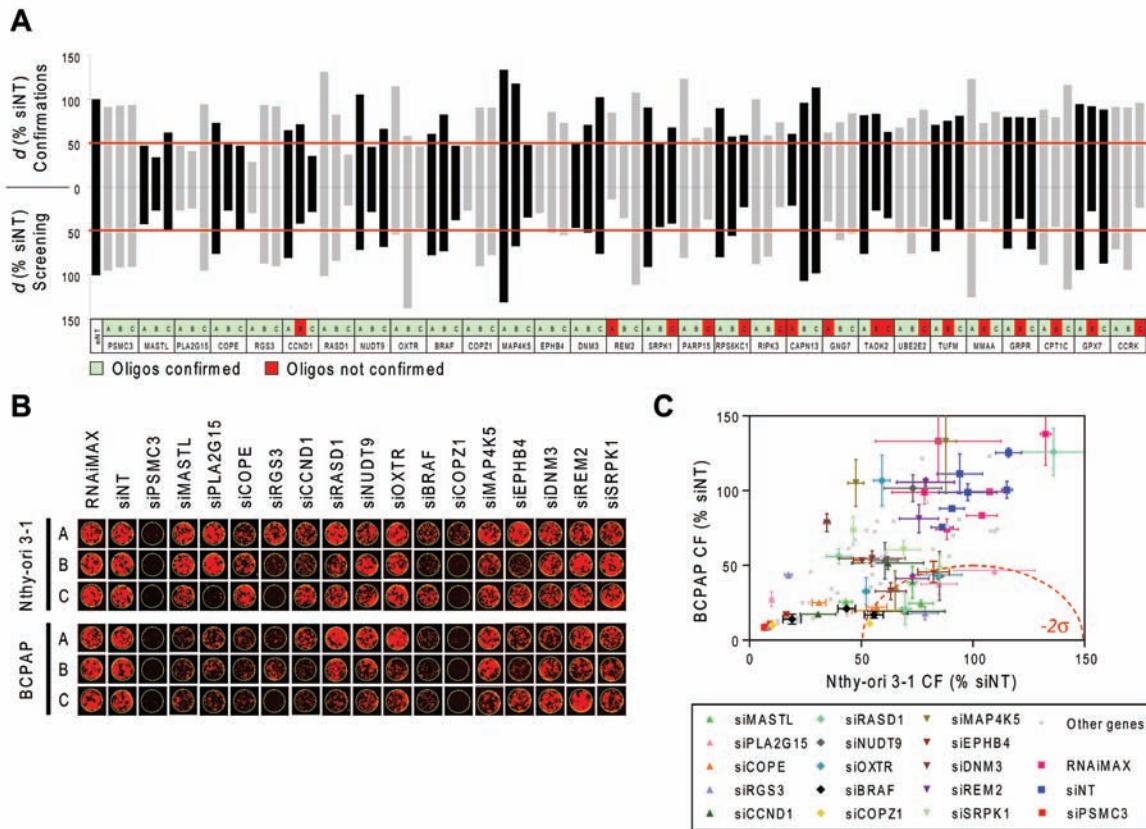 A
150
100
50
0
50
100
150
d (% siNT)
Confirmations
d (% siNT)
Screening
siNT
A B C A B C A B C A B C A B C A B C A B C A B C A B C A B C A B C A B C A B C A B C A B C A B C A B C A B C A B C A B C A B C A B C A B C A B C A B C A B C A B C A B C A B C
PSMC3 MASTL PLA2G15 COPE RGS3 CCND1 RASD1 NUDT9 OXTR BRAF COPZ1 MAP4K5 EPHB4 DNM3 REM2 SRPK1 PARP15 RPS6KC1 RIPK3 CAPN13 GNG7 TAOK2 UBE2E2 TUFM MMAA GRPR CPT1C GPX7 CCRK
Oligos confirmed
Oligos not confirmed
B
RNAiMAX siNT siPSMC3 siMASTL siPLA2G15 siCOPE siRGS3 siCCND1 siRASD1 siNUDT9 siOXTR siBRAF siCOPZ1 siMAP4K5 siEPHB4 siDNM3 siREM2 siSRPK1
Nthy-ori 3-1
A
B
C
BCPAP
A
B
C
C
BCPAP CF (% siNT)
150
100
50
0
50 100 150
-2σ
Nthy-ori 3-1 CF (% siNT)
siMASTL siRASD1 siMAP4K5 Other genes
siPLA2G15 siNUDT9 siEPHB4 RNAiMAX
siCOPE siOXTR siDNM3
siRGS3 siBRAF siREM2 siNT
siCCND1 siCOPZ1 siSRPK1 siPSMC3